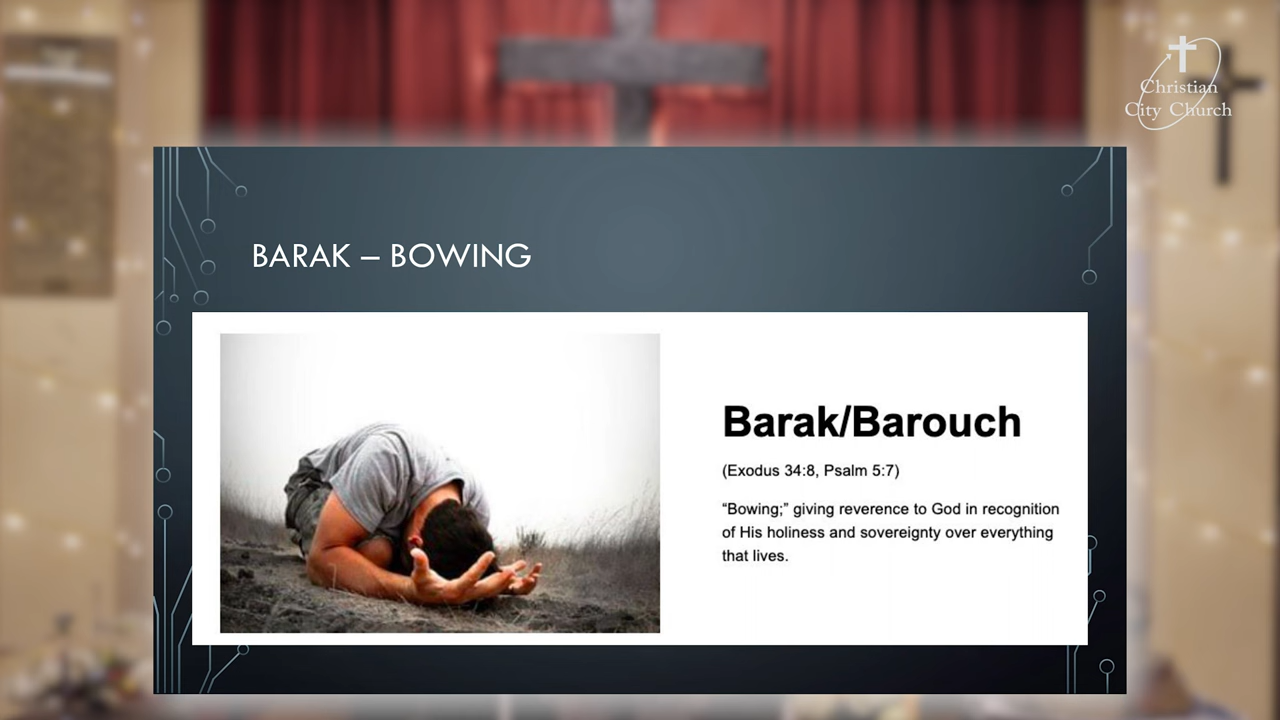 Christian
City Church
BARAK – BOWING
Barak/Barouch
(Exodus 34:8, Psalm 5:7)
“Bowing;” giving reverence to God in recognition
of His holiness and sovereignty over everything
that lives.